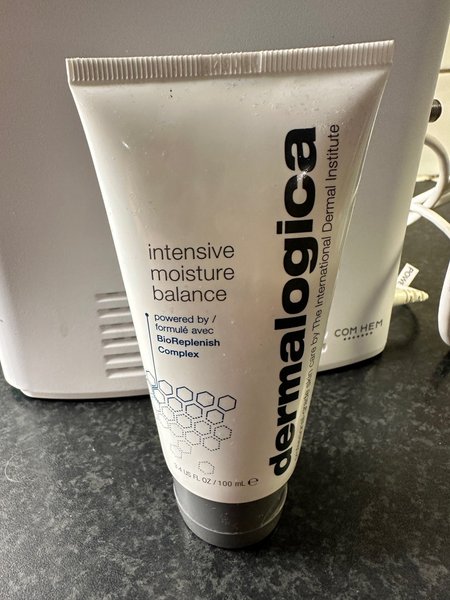 intensive
moisture
balance
powered by /
formulé avec
BioReplenish
Complex
3.4 US FL OZ / 100 mL ℮
dermalogica
skin care by The International Dermal Institute
COM HEM
POWE